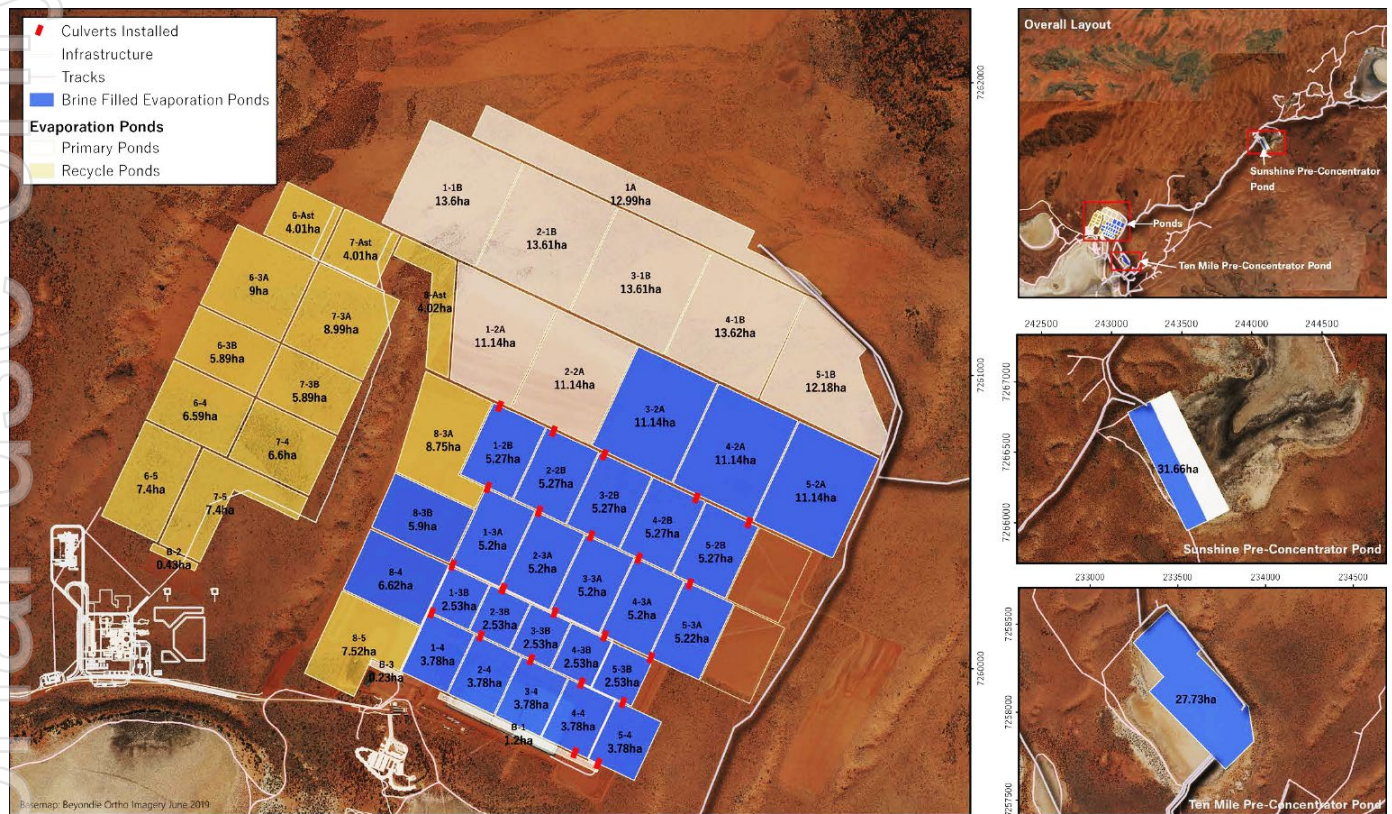 Culverts Installed
Infrastructure
Tracks
Brine Filled Evaporation Ponds
Evaporation Ponds
Primary Ponds
Recycle Ponds
1A
12.99ha
1-1B
13.6ha
2-1B
13.61ha
3-1B
13.61ha
4-1B
13.62ha
5-1B
12.18ha
6-Ast
4.01ha
7-Ast
4.01ha
8-Ast
4.02ha
6-3A
9ha
7-3A
8.99ha
6-3B
5.89ha
7-3B
5.89ha
6-4
6.59ha
7-4
6.6ha
6-5
7.4ha
7-5
7.4ha
B-2
0.43ha
1-2A
11.14ha
2-2A
11.14ha
3-2A
11.14ha
4-2A
11.14ha
5-2A
11.14ha
8-3A
8.75ha
1-2B
5.27ha
2-2B
5.27ha
3-2B
5.27ha
4-2B
5.27ha
5-2B
5.27ha
8-3B
5.9ha
1-3A
5.2ha
2-3A
5.2ha
3-3A
5.2ha
4-3A
5.2ha
5-3A
5.22ha
8-4
6.62ha
1-3B
2.53ha
2-3B
2.53ha
3-3B
2.53ha
4-3B
2.53ha
5-3B
2.53ha
8-5
7.52ha
B-3
0.23ha
1-4
3.78ha
2-4
3.78ha
3-4
3.78ha
4-4
3.78ha
5-4
3.78ha
B-1
1.2ha
Basemap: Beyondie Ortho Imagery June 2019
7262000
7261000
7260000
Overall Layout
Sunshine Pre-Concentrator
Pond
Ponds
Ten Mile Pre-Concentrator Pond
242500 243000 243500 244000 244500
7267000
7266500
7266000
31.66ha
Sunshine Pre-Concentrator Pond
233000 233500 234000 234500
7258500
7258000
7257500
27.73ha
Ten Mile Pre-Concentrator Pond